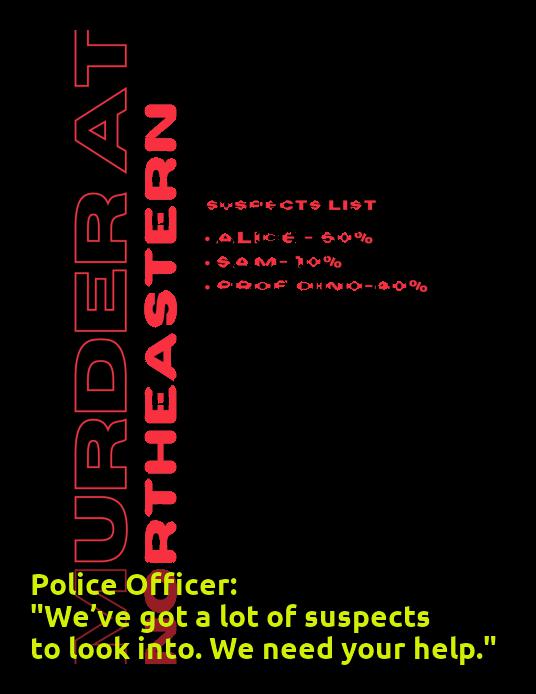 MURDER AT
NORTHEASTERN
SUSPECTS LIST
• ALICE - 50%
• SAM- 10%
• PROF DINO-40%
Police Officer:
"We’ve got a lot of suspects
to look into. We need your help."